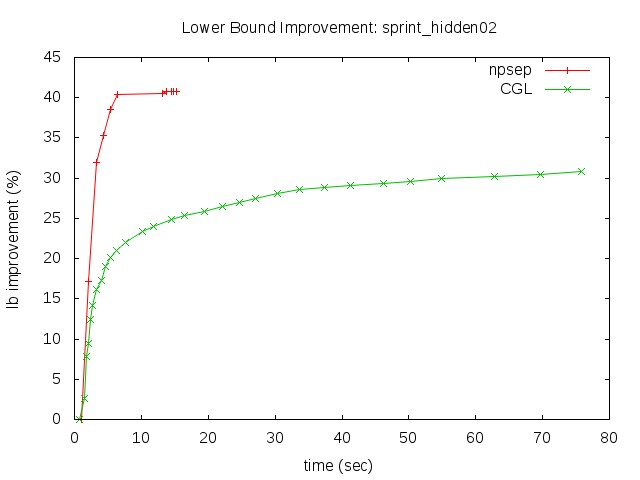 Lower Bound Improvement: sprint_hidden02
npsep
CGL
45
40
35
30
25
20
15
10
5
0
lb improvement (%)
0 10 20 30 40 50 60 70 80
time (sec)